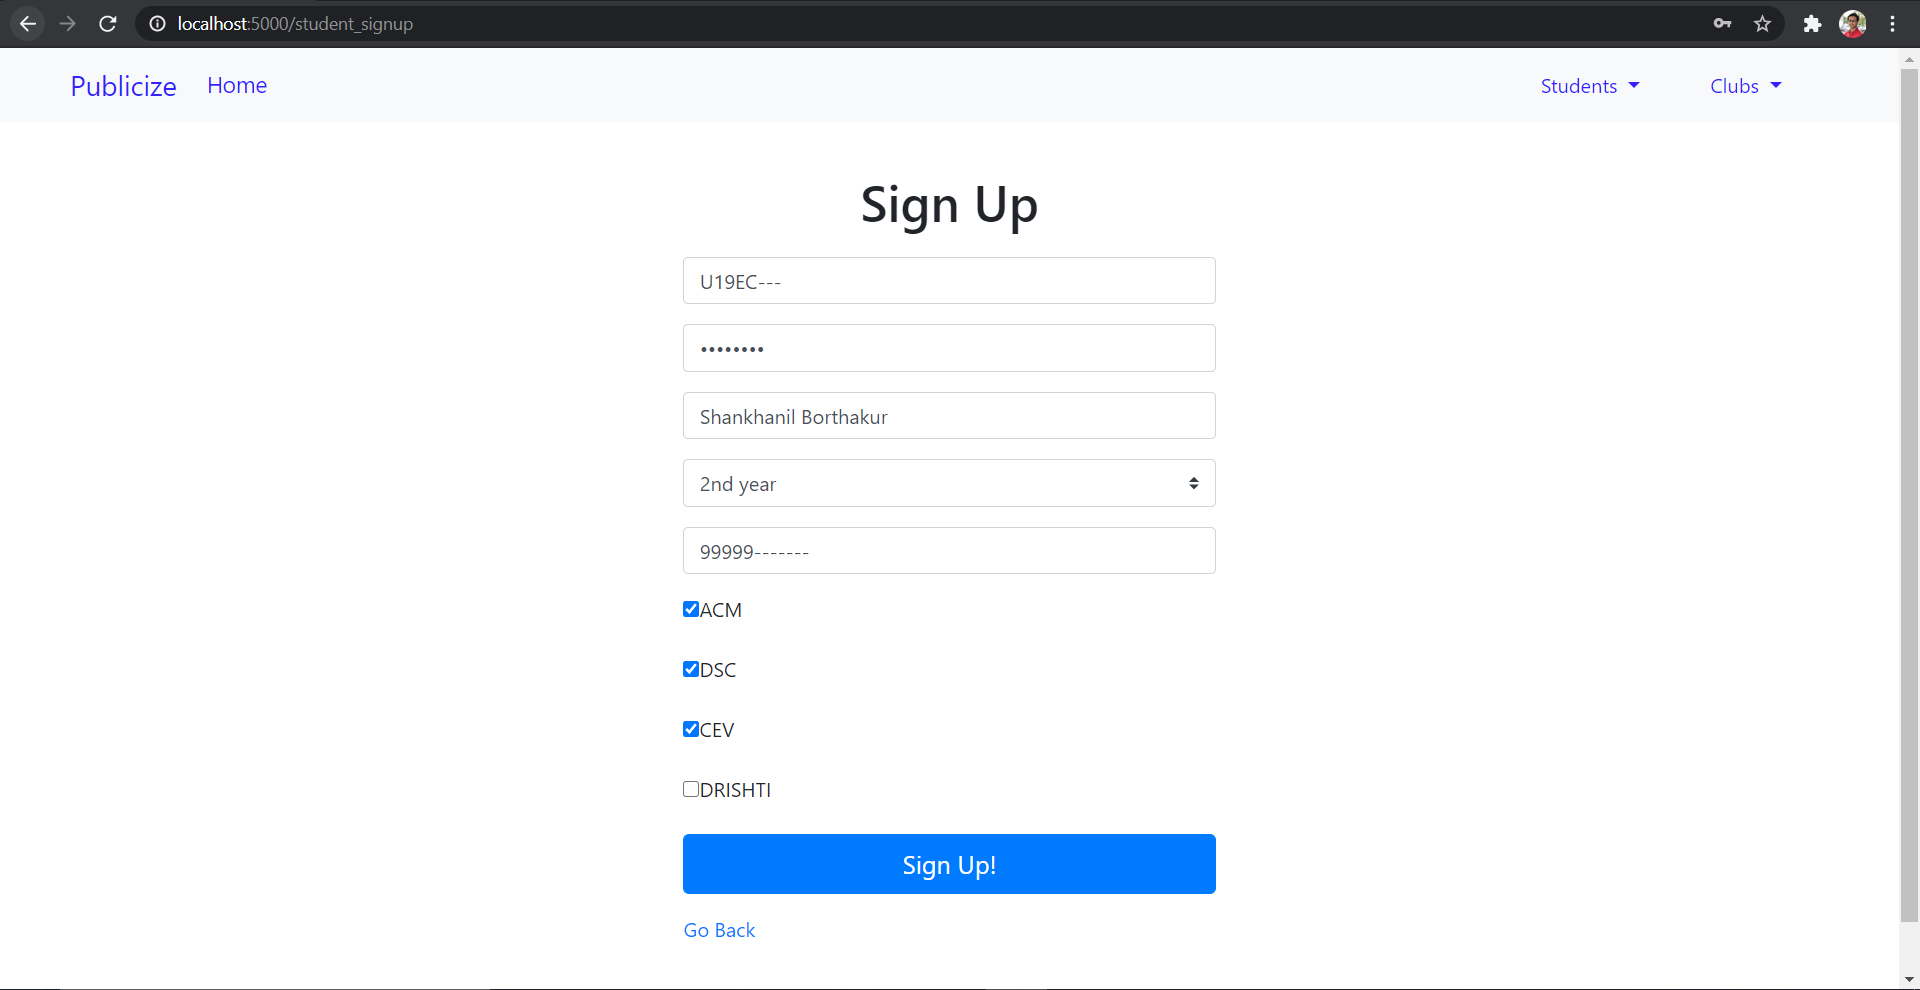 localhost:5000/student_signup
Publicize Home Students Clubs
Sign Up
U19EC---
••••••••
Shankhanil Borthakur
2nd year
99999-------
ACM
DSC
CEV
DRISHTI
Sign Up!
Go Back